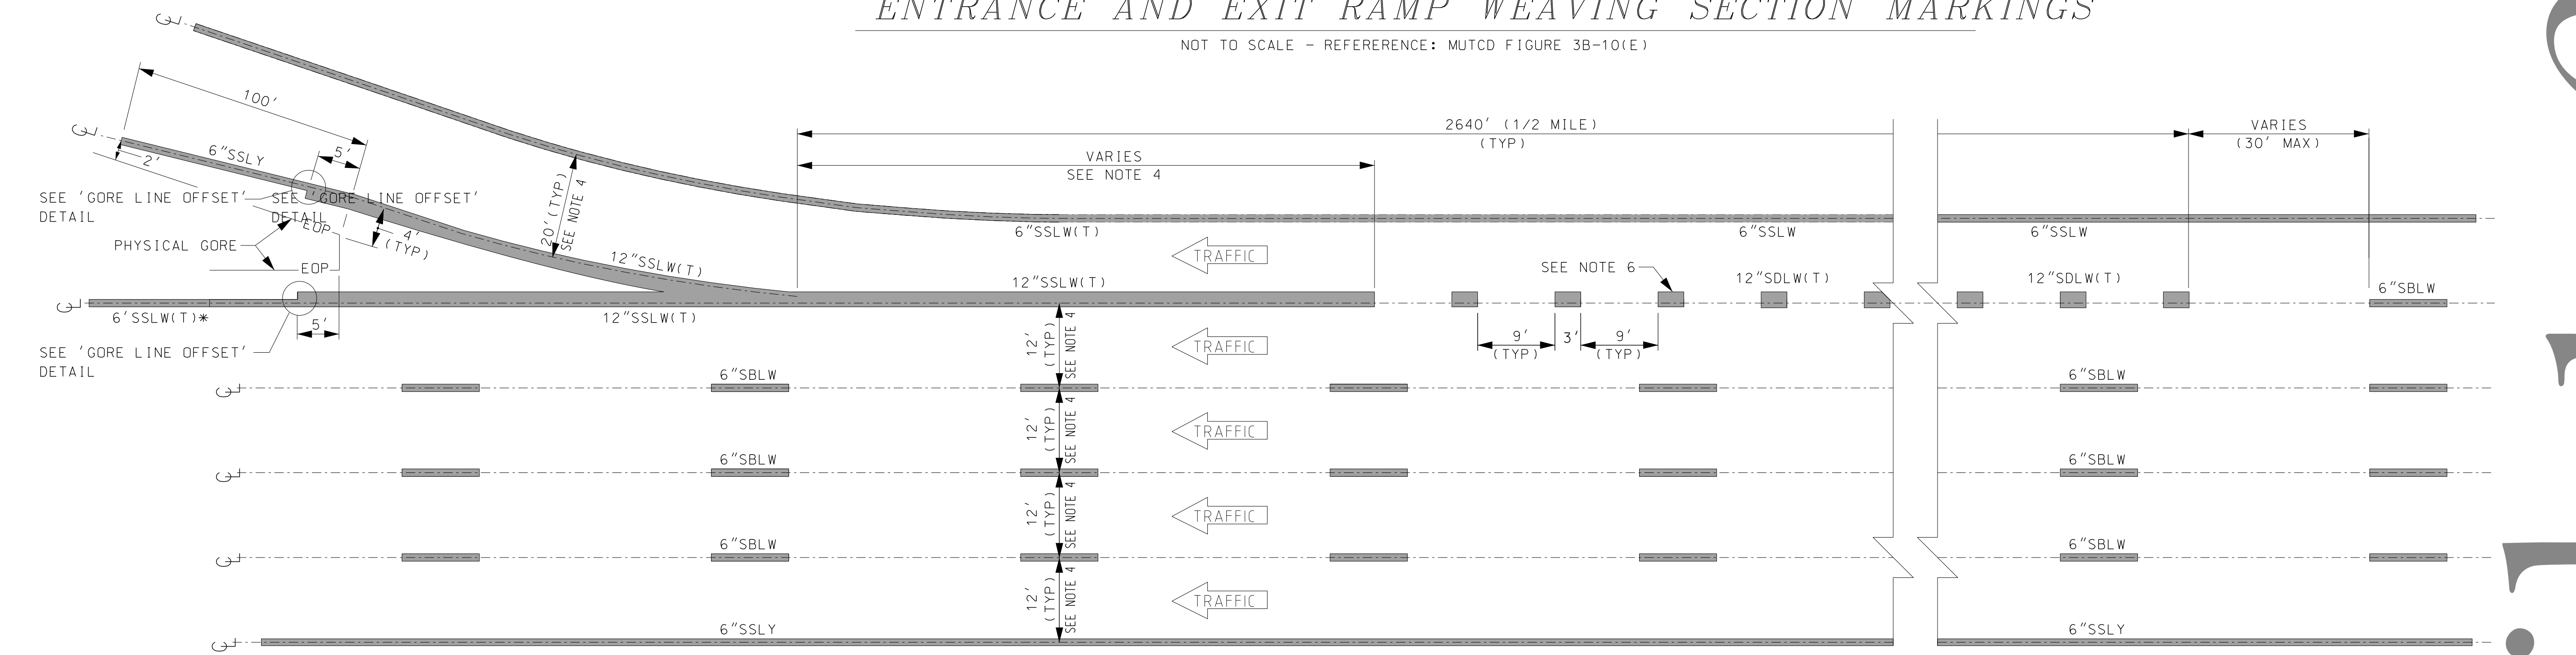 ENTRANCE AND EXIT RAMP WEAVING SECTION MARKINGS
NOT TO SCALE - REFERERENCE: MUTCD FIGURE 3B-10(E)
100'
5'
2'
6"SSLY
SEE 'GORE LINE OFFSET'
DETAIL
SEE 'GORE LINE OFFSET'
DETAIL
EOP
4'
(TYP)
PHYSICAL GORE
EOP
20'(TYP)
SEE NOTE 4
12"SSLW(T)
2640' (1/2 MILE)
(TYP)
VARIES
(30' MAX)
VARIES
SEE NOTE 4
6"SSLW(T)
6"SSLW
6"SSLW
TRAFFIC
SEE NOTE 6
12"SSLW(T)
12"SDLW(T)
12"SDLW(T)
6"SBLW
6'SSLW(T)*
5'
12"SSLW(T)
SEE 'GORE LINE OFFSET'
DETAIL
12'
(TYP)
SEE NOTE 4
TRAFFIC
9'
(TYP)
3'
9'
(TYP)
6"SBLW
6"SBLW
12'
(TYP)
SEE NOTE 4
TRAFFIC
6"SBLW
6"SBLW
12'
(TYP)
SEE NOTE 4
TRAFFIC
6"SBLW
6"SBLW
12'
(TYP)
SEE NOTE 4
TRAFFIC
6"SSLY
6"SSLY